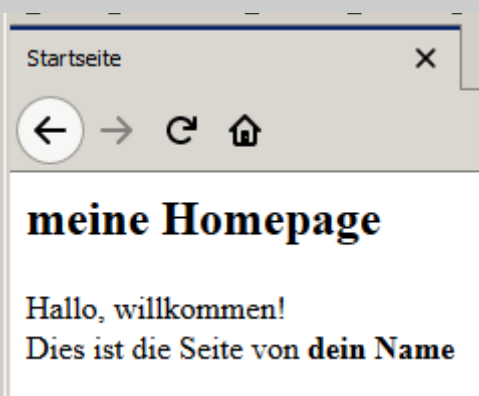 Startseite
meine Homepage
Hallo, willkommen!
Dies ist die Seite von dein Name